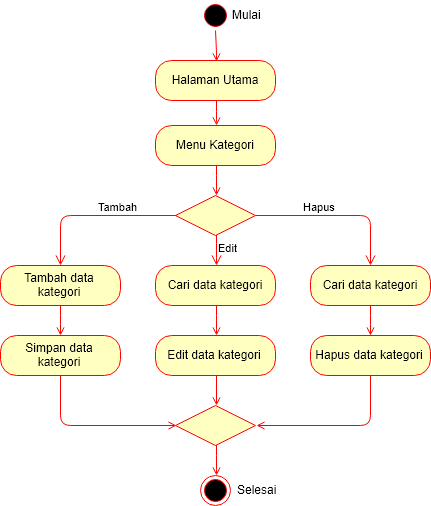 Mulai
Halaman Utama
Menu Kategori
Tambah
Hapus
Edit
Tambah data
kategori
Cari data kategori
Cari data kategori
Simpan data
kategori
Edit data kategori
Hapus data kategori
Selesai